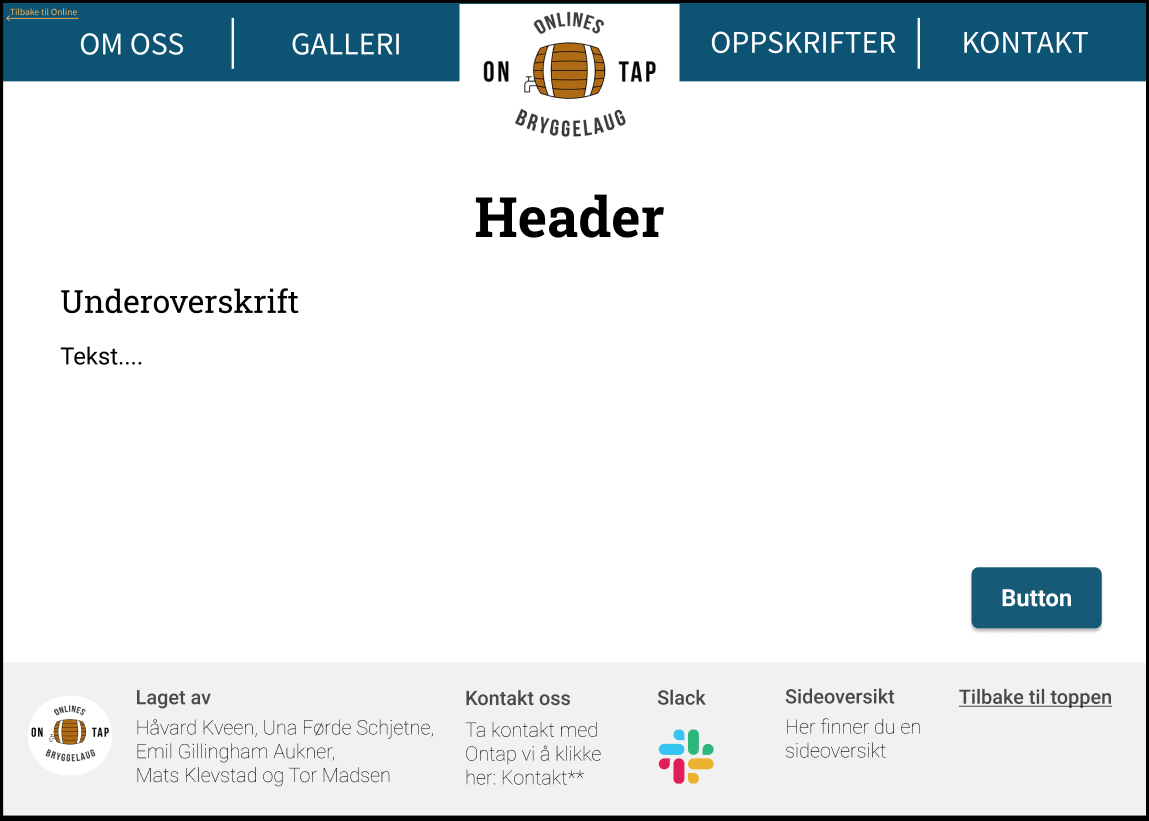 Tilbake til Online
OM OSS
GALLERI
ONLINES
ON TAP
BRYGGELAUG
OPPSKRIFTER
KONTAKT
Header
Underoverskrift
Tekst....
Button
ONLINES
ON TAP
BRYGGELAUG
Laget av
Håvard Kveen, Una Førde Schjetne,
Emil Gillingham Aukner,
Mats Klevstad og Tor Madsen
Kontakt oss
Ta kontakt med
Ontap vi å klikke
her: Kontakt**
Slack
Sideoversikt
Her finner du en
sideoversikt
Tilbake til toppen